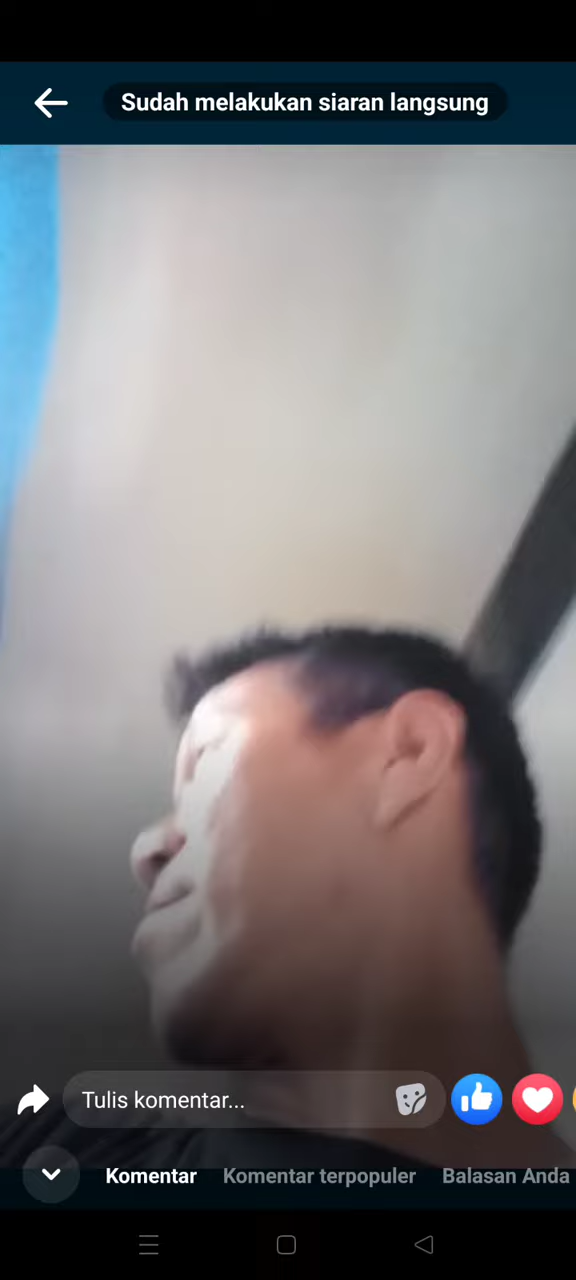 Sudah melakukan siaran langsung
Tulis komentar...
Komentar Komentar terpopuler Balasan Anda